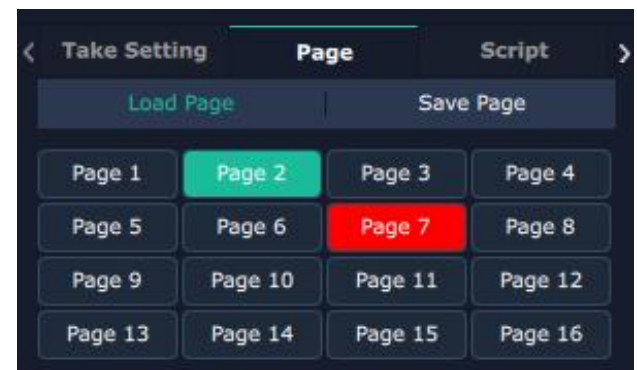 Take Setting Page Script
Load Page Save Page
Page 1 Page 2 Page 3 Page 4
Page 5 Page 6 Page 7 Page 8
Page 9 Page 10 Page 11 Page 12
Page 13 Page 14 Page 15 Page 16